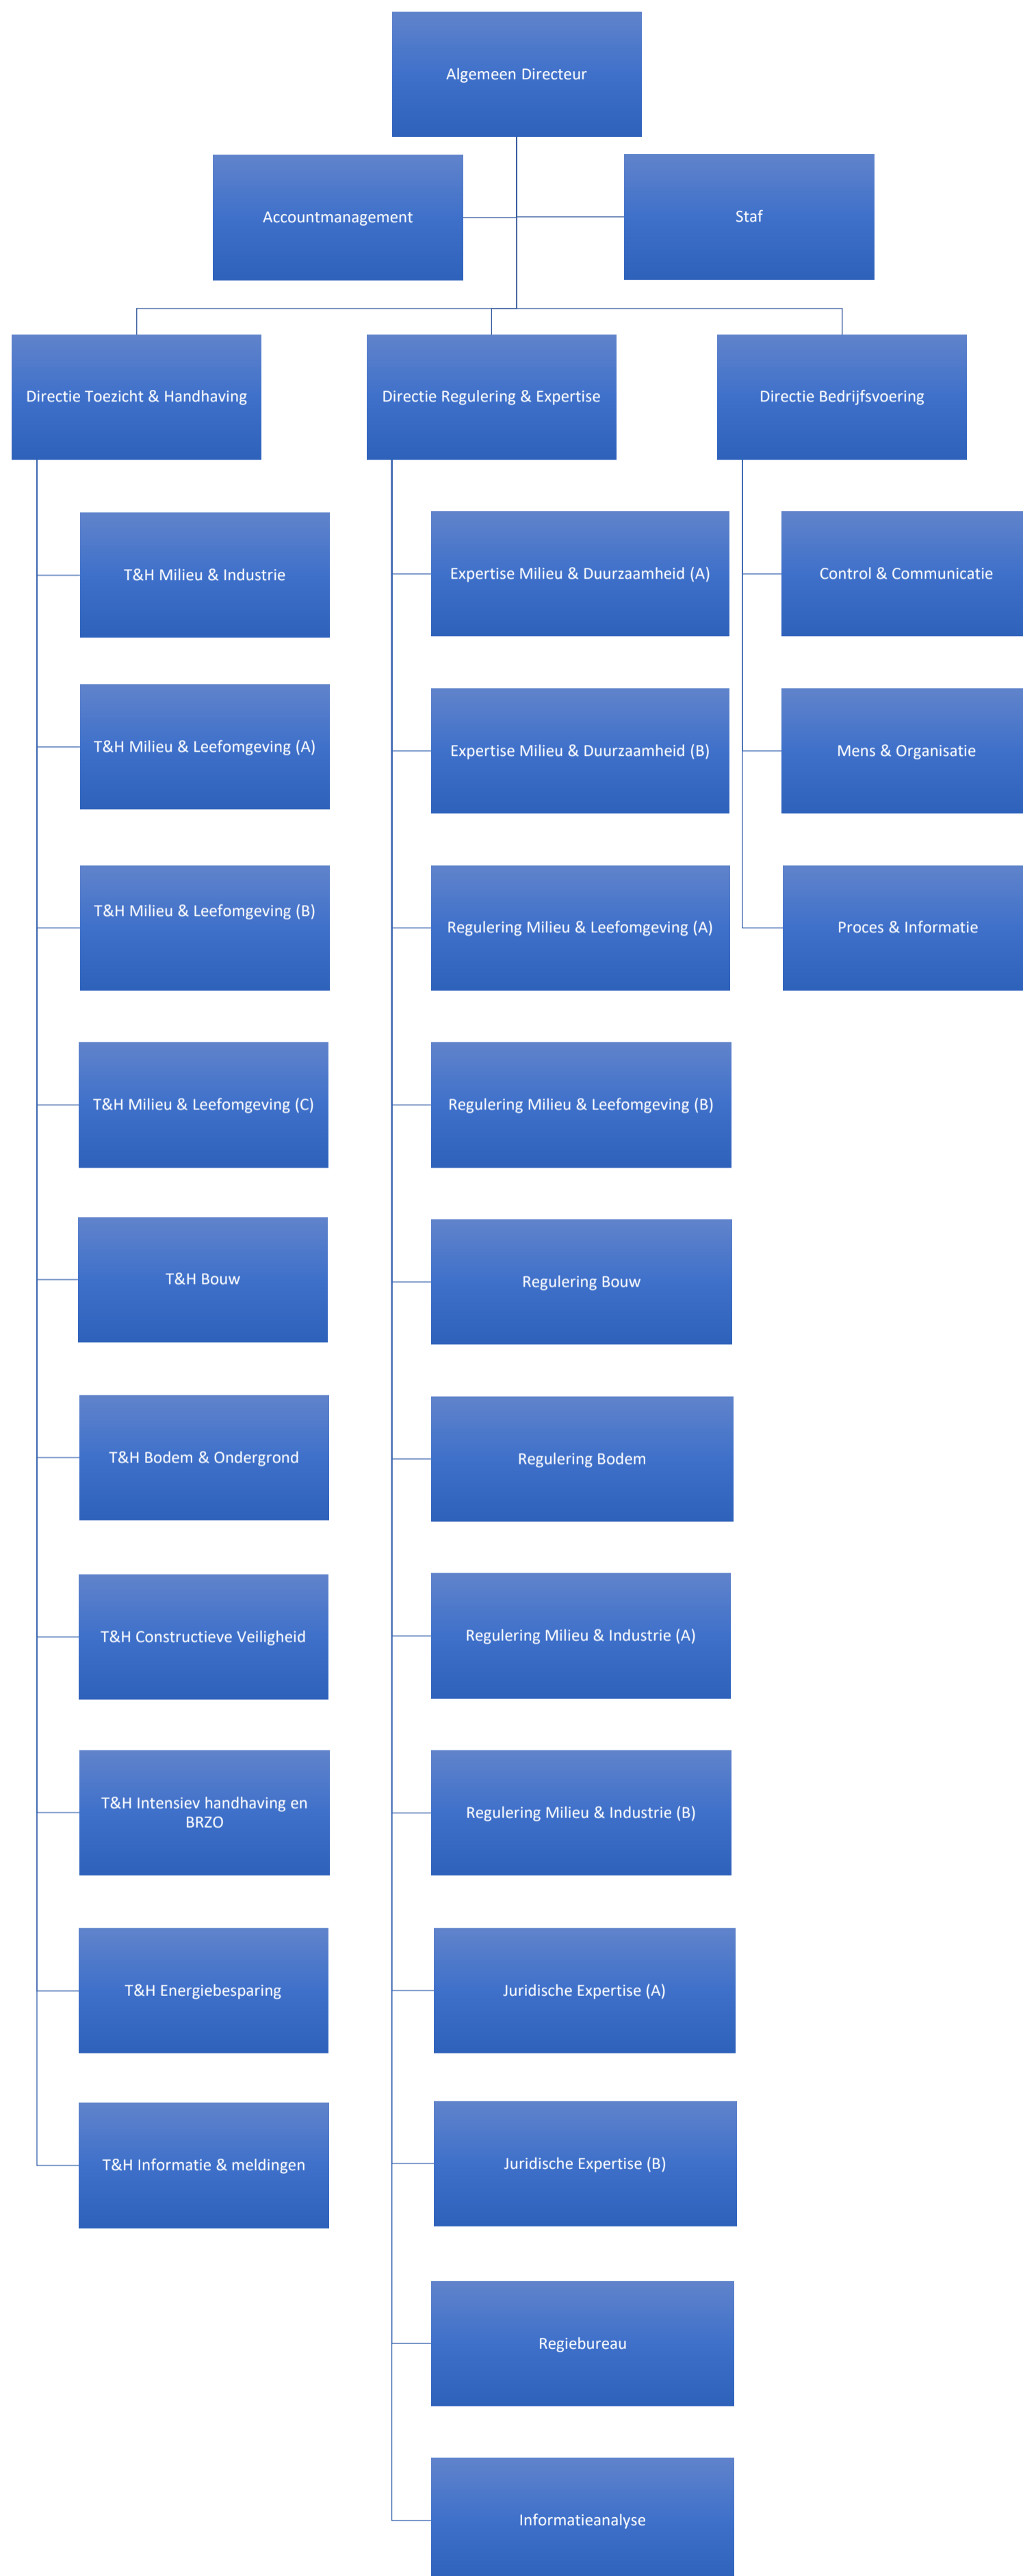 Algemeen Directeur
Accountmanagement
Staf
Directie Toezicht & Handhaving
Directie Regulering & Expertise
Directie Bedrijfsvoering
T&H Milieu & Industrie
Expertise Milieu & Duurzaamheid (A)
Control & Communicatie
T&H Milieu & Leefomgeving (A)
Expertise Milieu & Duurzaamheid (B)
Mens & Organisatie
T&H Milieu & Leefomgeving (B)
Regulering Milieu & Leefomgeving (A)
Proces & Informatie
T&H Milieu & Leefomgeving (C)
Regulering Milieu & Leefomgeving (B)
T&H Bouw
Regulering Bouw
T&H Bodem & Ondergrond
Regulering Bodem
T&H Constructieve Veiligheid
Regulering Milieu & Industrie (A)
T&H Intensiev handhaving en
BRZO
Regulering Milieu & Industrie (B)
T&H Energiebesparing
Juridische Expertise (A)
T&H Informatie & meldingen
Juridische Expertise (B)
Regiebureau
Informatieanalyse